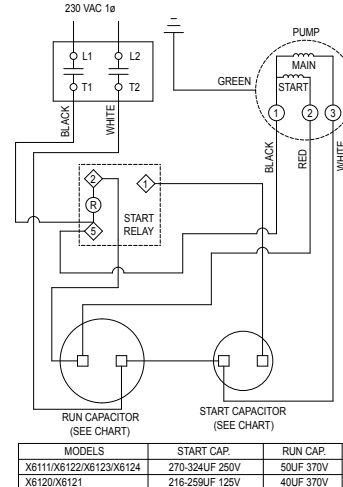 230 VAC 1ø
PUMP
L1 L2
MAIN
GREEN
START
T1 T2
1 2 3
BLACK
WHITE
BLACK
RED
WHITE
2 1
R
START
RELAY
5
RUN CAPACITOR
(SEE CHART)
START CAPACITOR
(SEE CHART)
MODELS START CAP. RUN CAP.
X6111/X6122/X6123/X6124 270-324UF 250V 50UF 370V
X6120/X6121 216-259UF 125V 40UF 370V